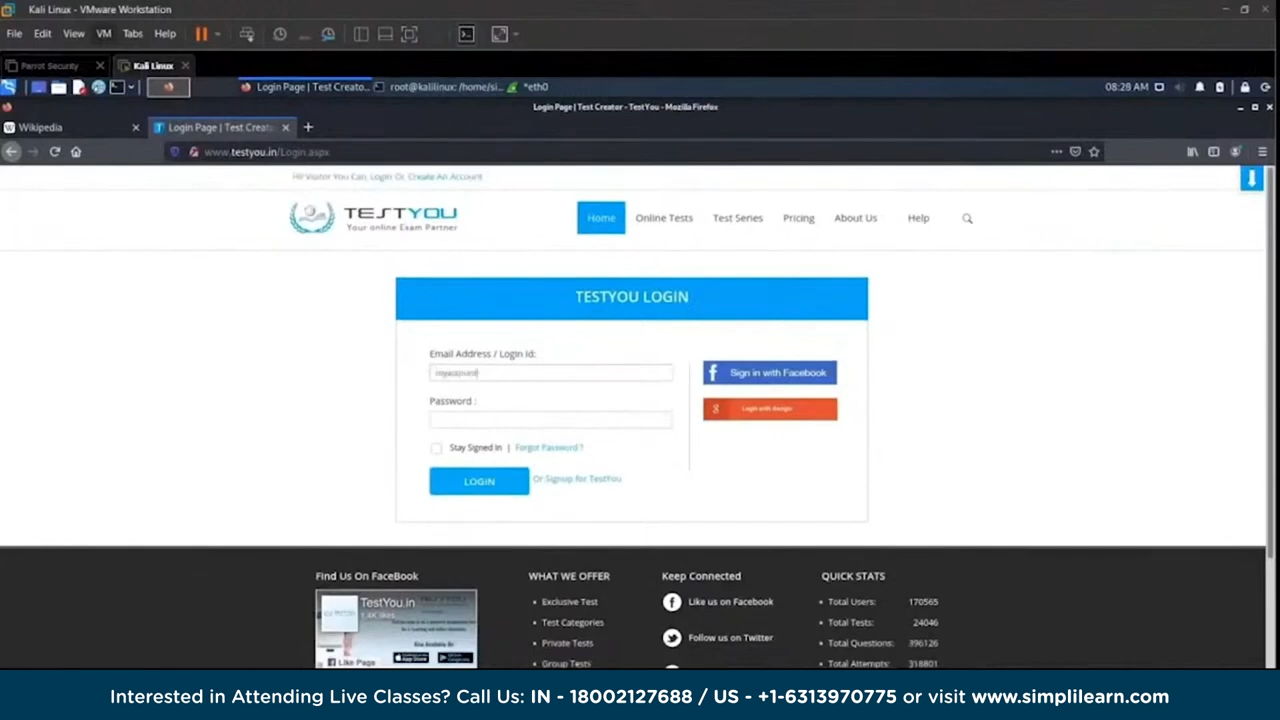 Kali Linux - VMware Workstation
File Edit View VM Tabs Help
Parrot Security Kali Linux
Login Page | Test Creato... root@kalilinux: /home/si... *eth0 08:28 AM
Login Page | Test Creator - TestYou - Mozilla Firefox
Wikipedia Login Page | Test Creato
www.testyou.in/Login.aspx
Hi! Visitor You Can, Login Or, Create An Account
TESTYOU
Your online Exam Partner
Home Online Tests Test Series Pricing About Us Help
TESTYOU LOGIN
Email Address / Login Id:
Sign in with Facebook
Password :
Login with Google
Stay Signed In | Forgot Password ?
LOGIN Or Signup for TestYou
Find Us On FaceBook WHAT WE OFFER Keep Connected QUICK STATS
TestYou.in
1.4K likes
Like Page
Exclusive Test
Test Categories
Private Tests
Group Tests
Like us on Facebook
Follow us on Twitter
Total Users: 170565
Total Tests: 24046
Total Questions: 396126
Total Attempts: 318801
Interested in Attending Live Classes? Call Us: IN - 18002127688 / US - +1-6313970775 or visit www.simplilearn.com